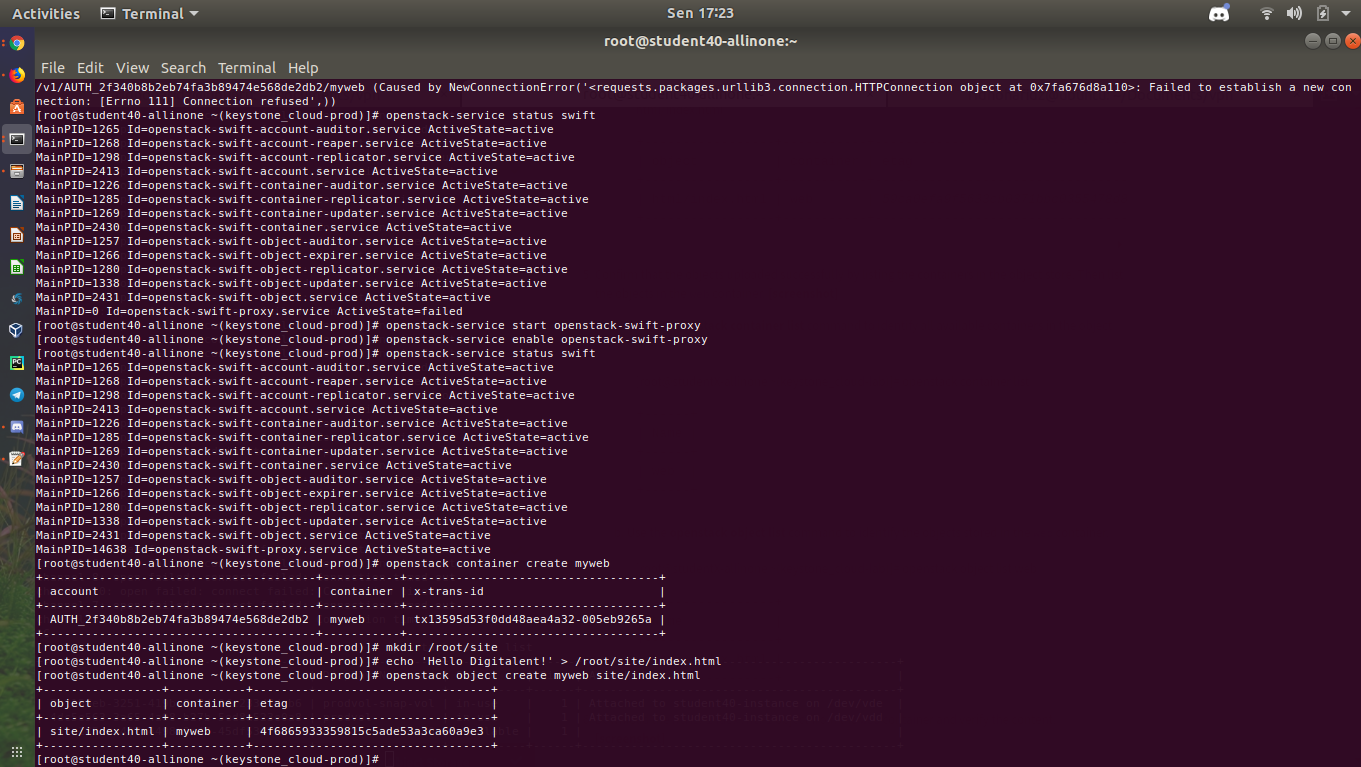 Activities Terminal Sen 17:23
root@student40-allinone:~
File Edit View Search Terminal Help
/v1/AUTH_2f340b8b2eb74fa3b89474e568de2db2/myweb (Caused by NewConnectionError('<requests.packages.urllib3.connection.HTTPConnection object at 0x7fa676d8a110>: Failed to establish a new con
nection: [Errno 111] Connection refused',))
[root@student40-allinone ~(keystone_cloud-prod)]# openstack-service status swift
MainPID=1265 Id=openstack-swift-account-auditor.service ActiveState=active
MainPID=1268 Id=openstack-swift-account-reaper.service ActiveState=active
MainPID=1298 Id=openstack-swift-account-replicator.service ActiveState=active
MainPID=2413 Id=openstack-swift-account.service ActiveState=active
MainPID=1226 Id=openstack-swift-container-auditor.service ActiveState=active
MainPID=1285 Id=openstack-swift-container-replicator.service ActiveState=active
MainPID=1269 Id=openstack-swift-container-updater.service ActiveState=active
MainPID=2430 Id=openstack-swift-container.service ActiveState=active
MainPID=1257 Id=openstack-swift-object-auditor.service ActiveState=active
MainPID=1266 Id=openstack-swift-object-expirer.service ActiveState=active
MainPID=1280 Id=openstack-swift-object-replicator.service ActiveState=active
MainPID=1338 Id=openstack-swift-object-updater.service ActiveState=active
MainPID=2431 Id=openstack-swift-object.service ActiveState=active
MainPID=0 Id=openstack-swift-proxy.service ActiveState=failed
[root@student40-allinone ~(keystone_cloud-prod)]# openstack-service start openstack-swift-proxy
[root@student40-allinone ~(keystone_cloud-prod)]# openstack-service enable openstack-swift-proxy
[root@student40-allinone ~(keystone_cloud-prod)]# openstack-service status swift
MainPID=1265 Id=openstack-swift-account-auditor.service ActiveState=active
MainPID=1268 Id=openstack-swift-account-reaper.service ActiveState=active
MainPID=1298 Id=openstack-swift-account-replicator.service ActiveState=active
MainPID=2413 Id=openstack-swift-account.service ActiveState=active
MainPID=1226 Id=openstack-swift-container-auditor.service ActiveState=active
MainPID=1285 Id=openstack-swift-container-replicator.service ActiveState=active
MainPID=1269 Id=openstack-swift-container-updater.service ActiveState=active
MainPID=2430 Id=openstack-swift-container.service ActiveState=active
MainPID=1257 Id=openstack-swift-object-auditor.service ActiveState=active
MainPID=1266 Id=openstack-swift-object-expirer.service ActiveState=active
MainPID=1280 Id=openstack-swift-object-replicator.service ActiveState=active
MainPID=1338 Id=openstack-swift-object-updater.service ActiveState=active
MainPID=2431 Id=openstack-swift-object.service ActiveState=active
MainPID=14638 Id=openstack-swift-proxy.service ActiveState=active
[root@student40-allinone ~(keystone_cloud-prod)]# openstack container create myweb
+---------------------------------------+-----------+------------------------------------+
| account | container | x-trans-id |
+---------------------------------------+-----------+------------------------------------+
| AUTH_2f340b8b2eb74fa3b89474e568de2db2 | myweb | tx13595d53f0dd48aea4a32-005eb9265a |
+---------------------------------------+-----------+------------------------------------+
[root@student40-allinone ~(keystone_cloud-prod)]# mkdir /root/site
[root@student40-allinone ~(keystone_cloud-prod)]# echo 'Hello Digitalent!' > /root/site/index.html
[root@student40-allinone ~(keystone_cloud-prod)]# openstack object create myweb site/index.html
+-----------------+-----------+----------------------------------+
| object | container | etag |
+-----------------+-----------+----------------------------------+
| site/index.html | myweb | 4f6865933359815c5ade53a3ca60a9e3 |
+-----------------+-----------+----------------------------------+
[root@student40-allinone ~(keystone_cloud-prod)]#